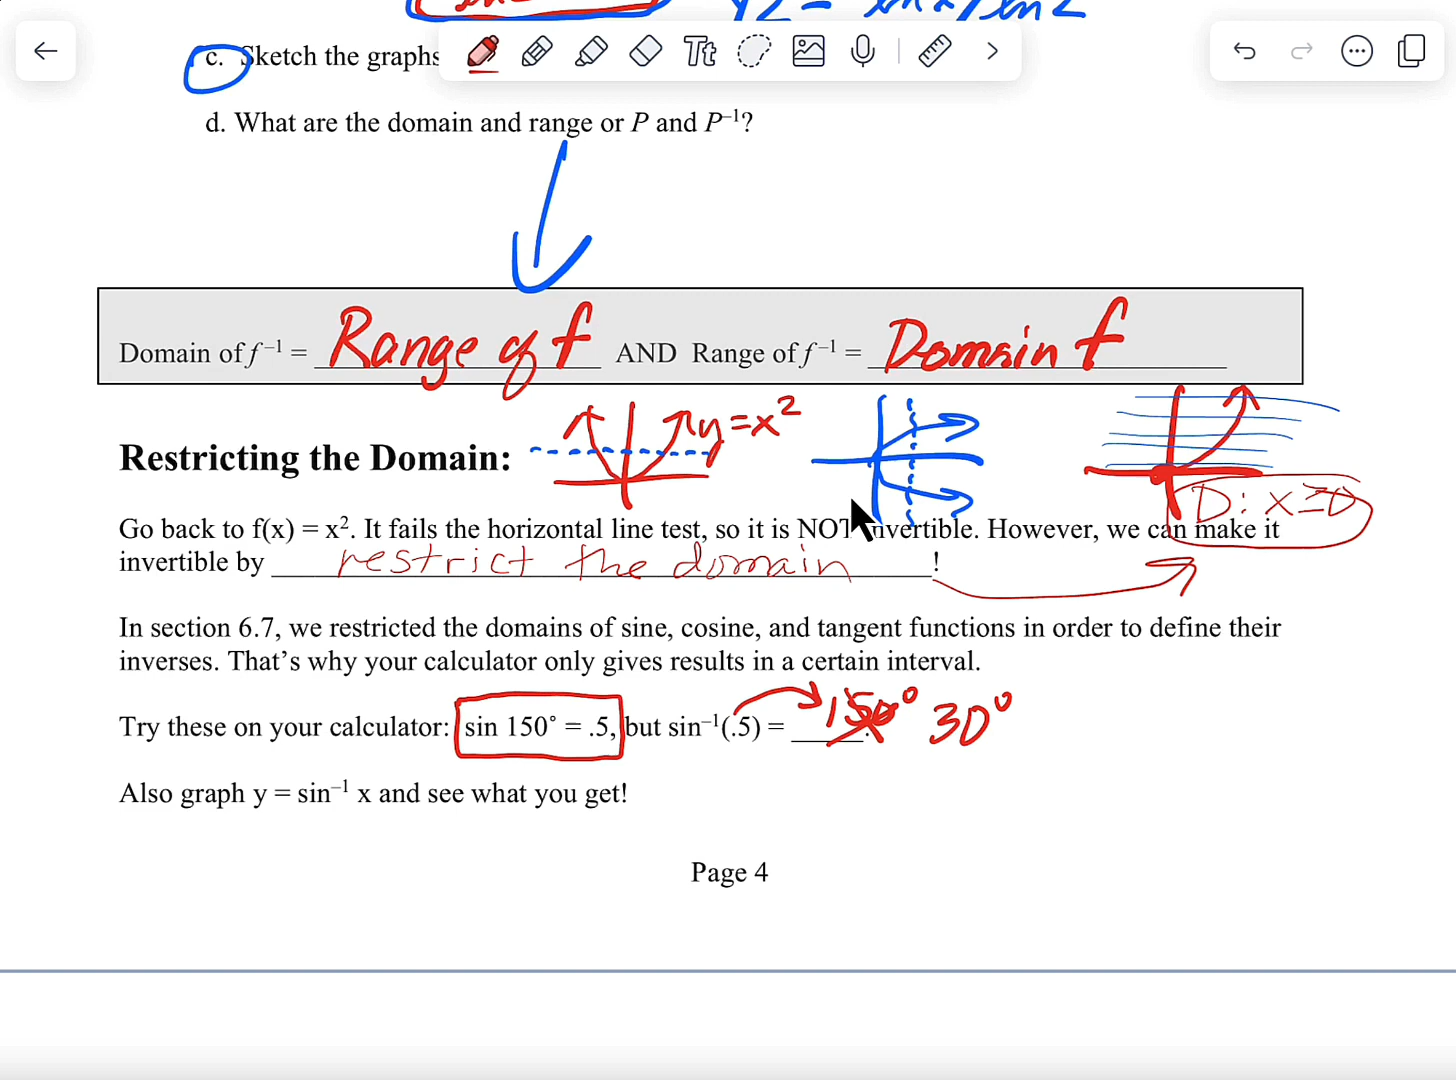 c. Sketch the graphs
Tt
d. What are the domain and range or P and P⁻¹?
Domain of f⁻¹ = Range of f AND Range of f⁻¹ = Domain f
y=x²
Restricting the Domain:
D: x≥0
Go back to f(x) = x². It fails the horizontal line test, so it is NOT invertible. However, we can make it
invertible by restrict the domain!
In section 6.7, we restricted the domains of sine, cosine, and tangent functions in order to define their
inverses. That’s why your calculator only gives results in a certain interval.
Try these on your calculator: sin 150° = .5, but sin⁻¹(.5) = 150° 30°
Also graph y = sin⁻¹ x and see what you get!
Page 4